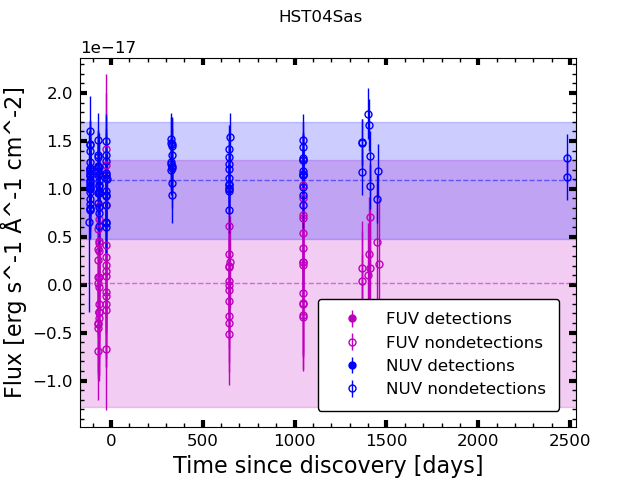 HST04Sas
1e−17
Flux [erg s^-1 Å^-1 cm^-2]
2.0
1.5
1.0
0.5
0.0
−0.5
−1.0
FUV detections
FUV nondetections
NUV detections
NUV nondetections
0 500 1000 1500 2000 2500
Time since discovery [days]